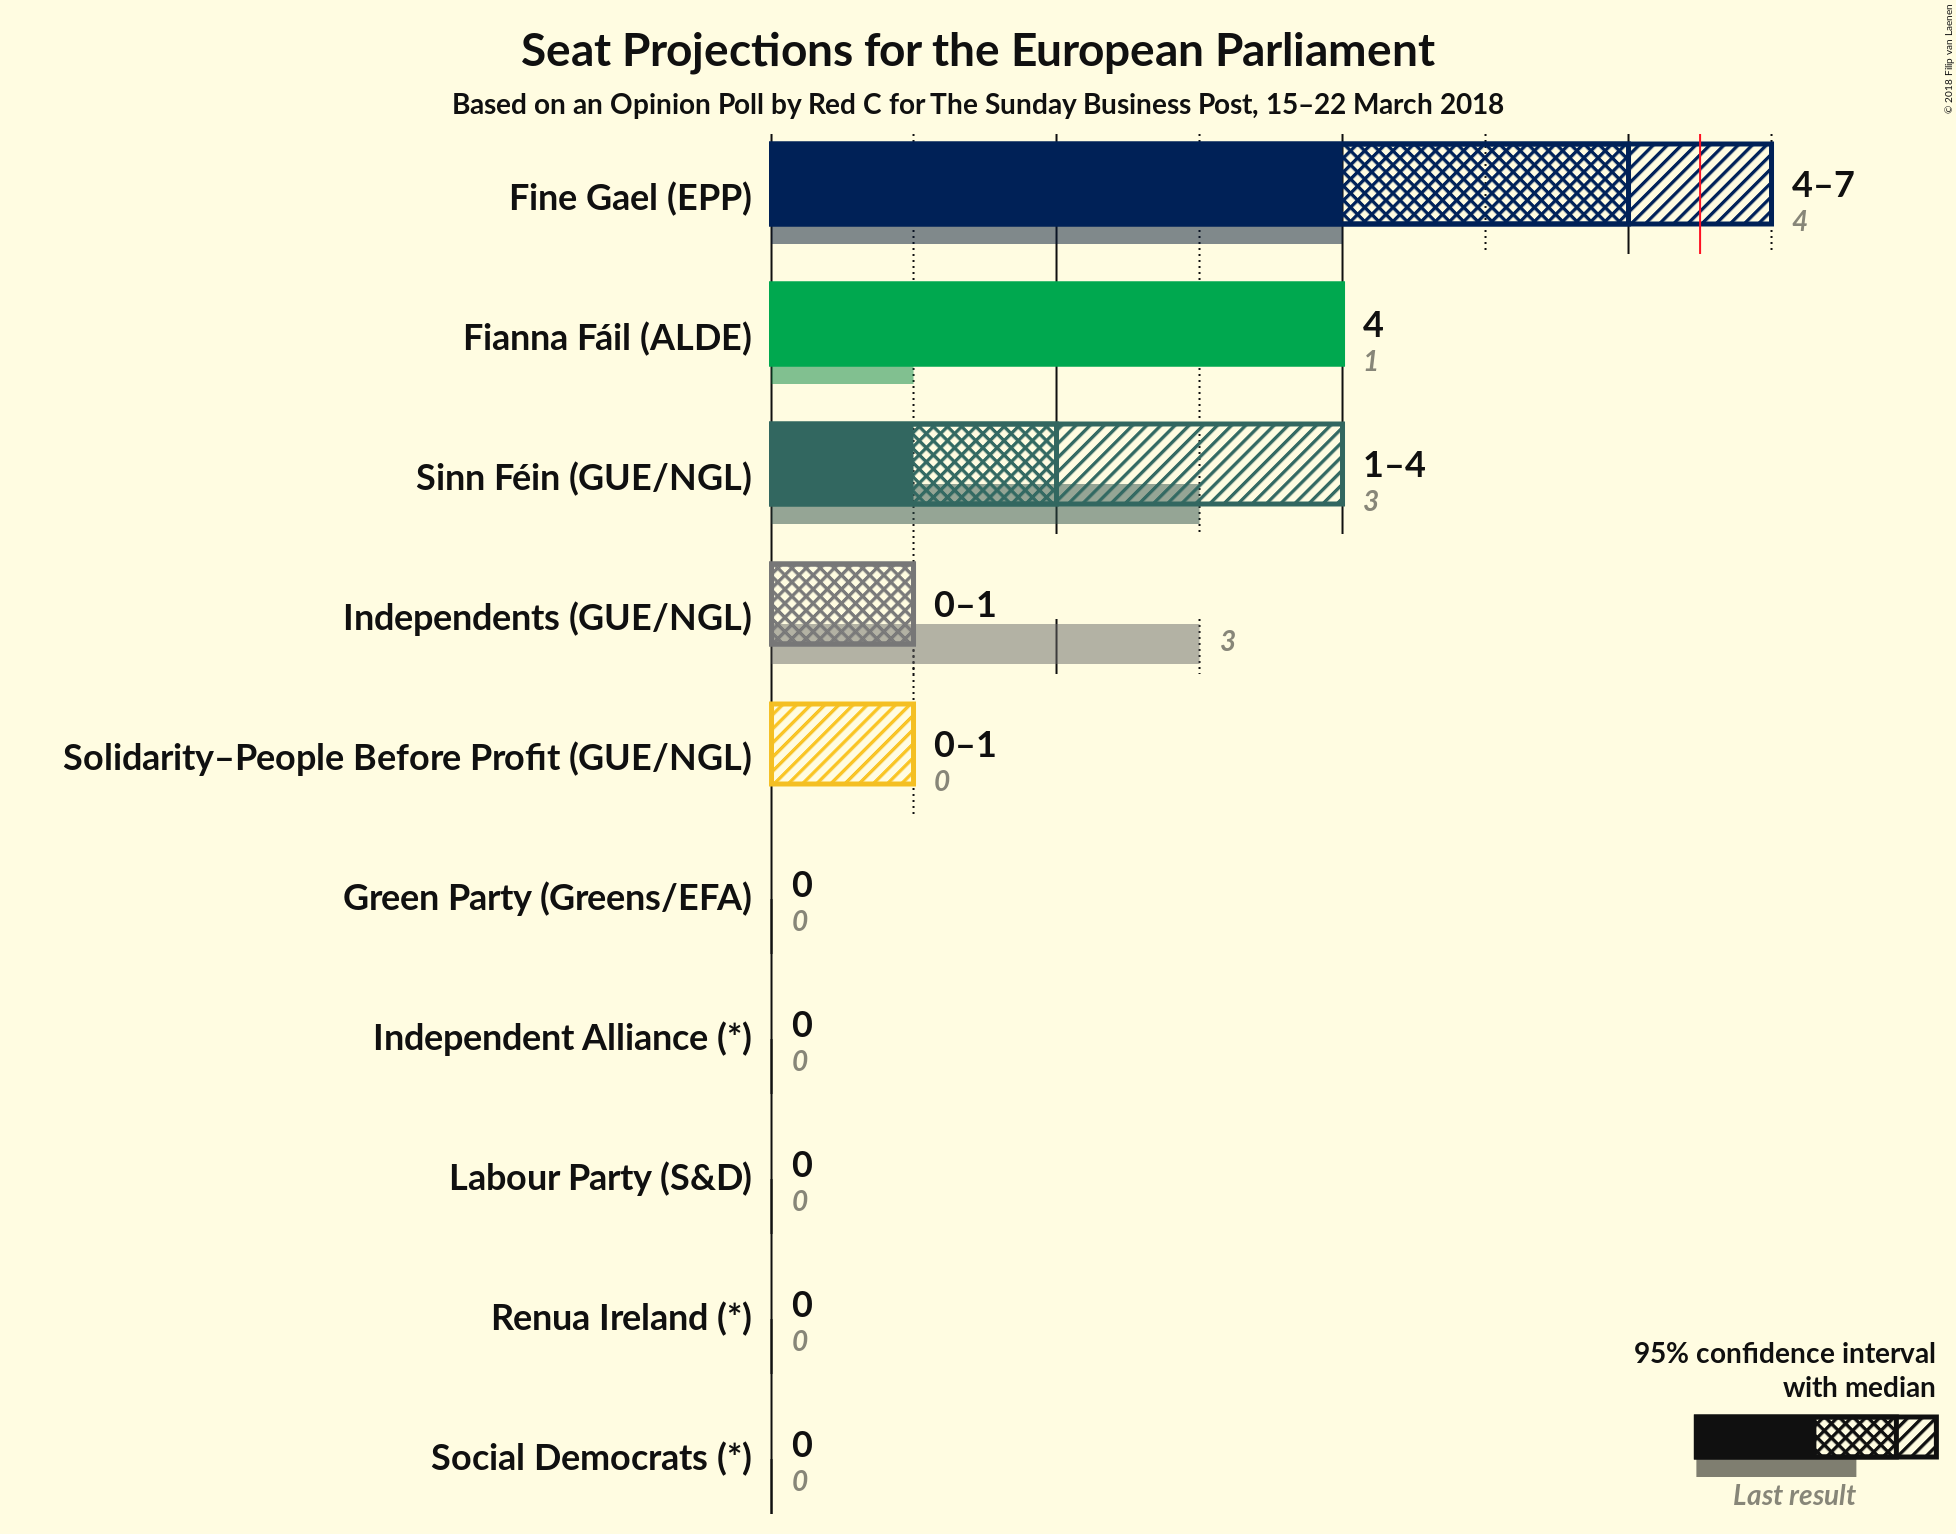 Seat Projections for the European Parliament
Based on an Opinion Poll by Red C for The Sunday Business Post, 15–22 March 2018
© 2018 Filip van Laenen
Fine Gael (EPP)
4–7
4
Fianna Fáil (ALDE)
4
1
Sinn Féin (GUE/NGL)
1–4
3
Independents (GUE/NGL)
0–1
3
Solidarity–People Before Profit (GUE/NGL)
0–1
0
Green Party (Greens/EFA)
0
0
Independent Alliance (*)
0
0
Labour Party (S&D)
0
0
Renua Ireland (*)
0
0
Social Democrats (*)
0
0
95% confidence interval
with median
Last result